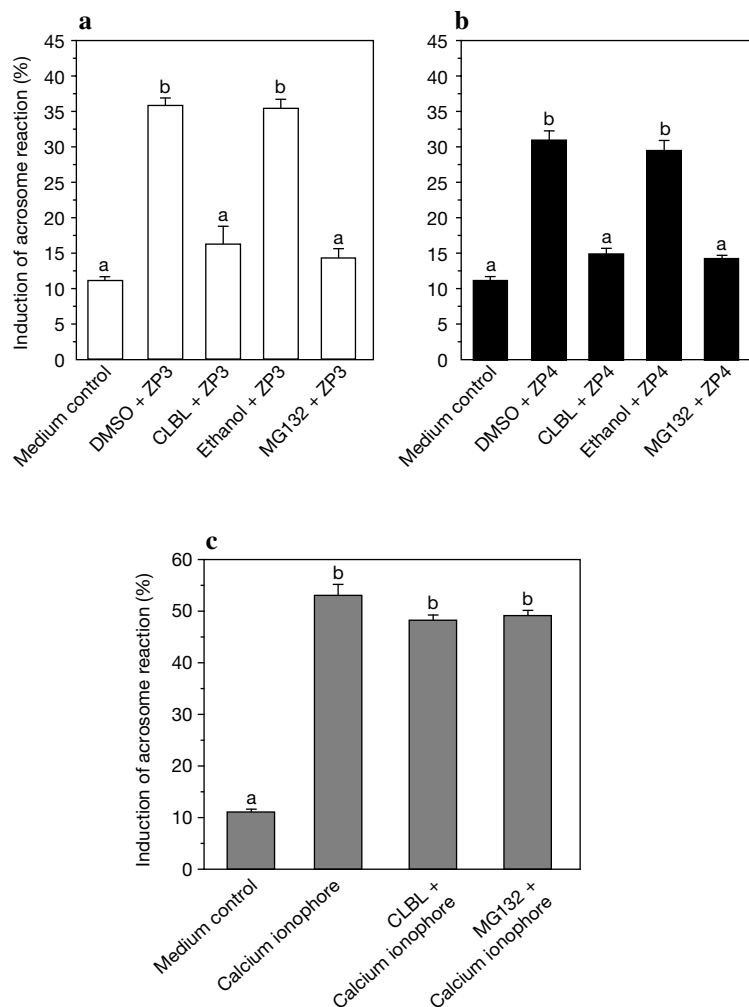 a
Induction of acrosome reaction (%)
45
40
35
30
25
20
15
10
5
0
a
b
a
b
a
Medium control
DMSO + ZP3
CLBL + ZP3
Ethanol + ZP3
MG132 + ZP3
b
45
40
35
30
25
20
15
10
5
0
a
b
a
b
a
Medium control
DMSO + ZP4
CLBL + ZP4
Ethanol + ZP4
MG132 + ZP4
c
Induction of acrosome reaction (%)
60
50
40
30
20
10
0
a
b
b
b
Medium control
Calcium ionophore
CLBL +
Calcium ionophore
MG132 +
Calcium ionophore